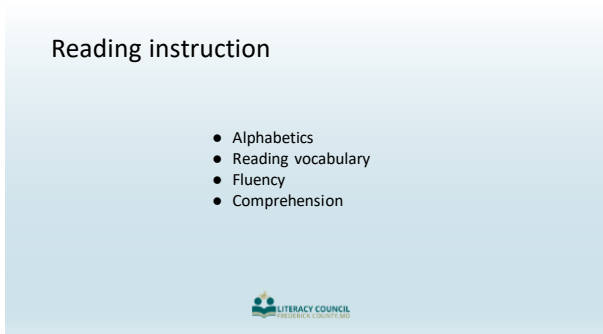 Reading instruction
● Alphabetics
● Reading vocabulary
● Fluency
● Comprehension
LITERACY COUNCIL
FREDERICK COUNTY, MD